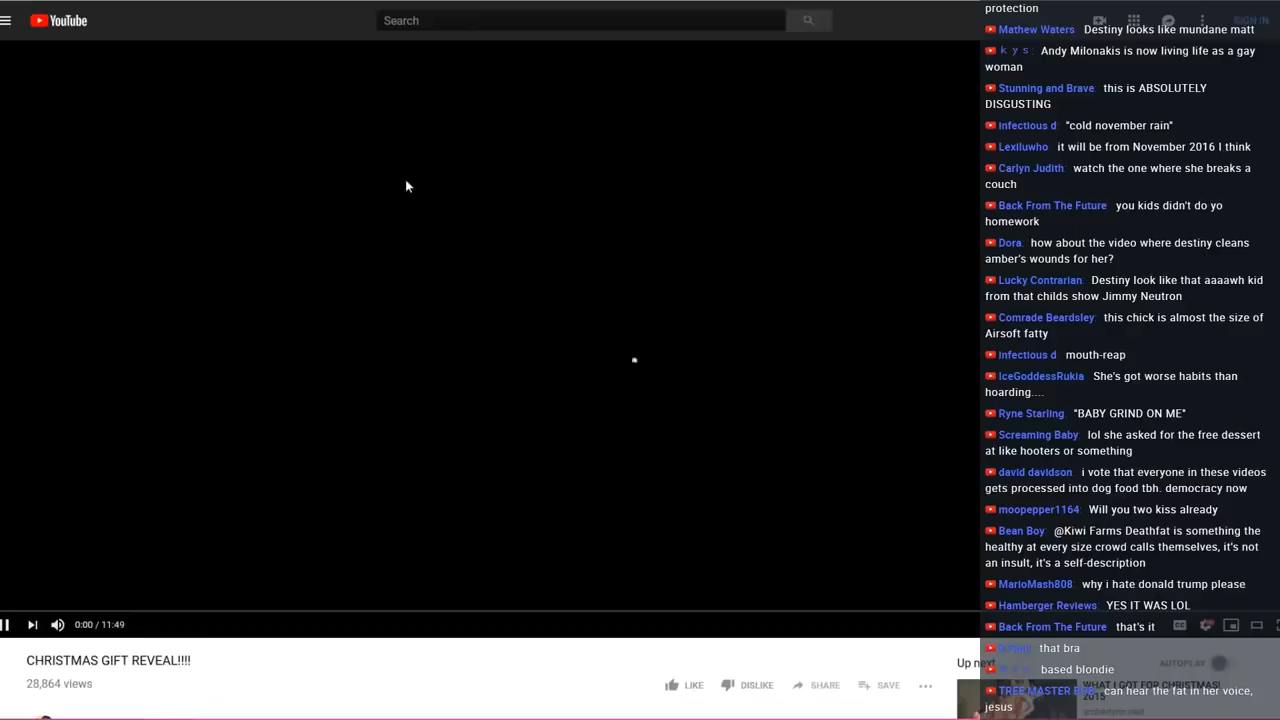 YouTube
Search
SIGN IN
protection
Mathew Waters: Destiny looks like mundane matt
kys: Andy Milonakis is now living life as a gay
woman
Stunning and Brave: this is ABSOLUTELY
DISGUSTING
infectious d: "cold november rain"
Lexiluwho: it will be from November 2016 I think
Carlyn Judith: watch the one where she breaks a
couch
Back From The Future: you kids didn't do yo
homework
Dora: how about the video where destiny cleans
amber's wounds for her?
Lucky Contrarian: Destiny look like that aaaawh kid
from that childs show Jimmy Neutron
Comrade Beardsley: this chick is almost the size of
Airsoft fatty
infectious d: mouth-reap
IceGoddessRukia: She's got worse habits than
hoarding....
Ryne Starling: "BABY GRIND ON ME"
Screaming Baby: lol she asked for the free dessert
at like hooters or something
david davidson: i vote that everyone in these videos
gets processed into dog food tbh. democracy now
moopepper1164: Will you two kiss already
Bean Boy: @Kiwi Farms Deathfat is something the
healthy at every size crowd calls themselves, it's not
an insult, it's a self-description
MarioMash808: why i hate donald trump please
Hamberger Reviews: YES IT WAS LOL
Back From The Future: that's it
that bra
based blondie
TREE MASTER can hear the fat in her voice,
jesus
0:00 / 11:49
CHRISTMAS GIFT REVEAL!!!!
28,864 views
LIKE
DISLIKE
SHARE
SAVE
Up next
AUTOPLAY
WHAT I GOT FOR CHRISTMAS!
amberlynn reid